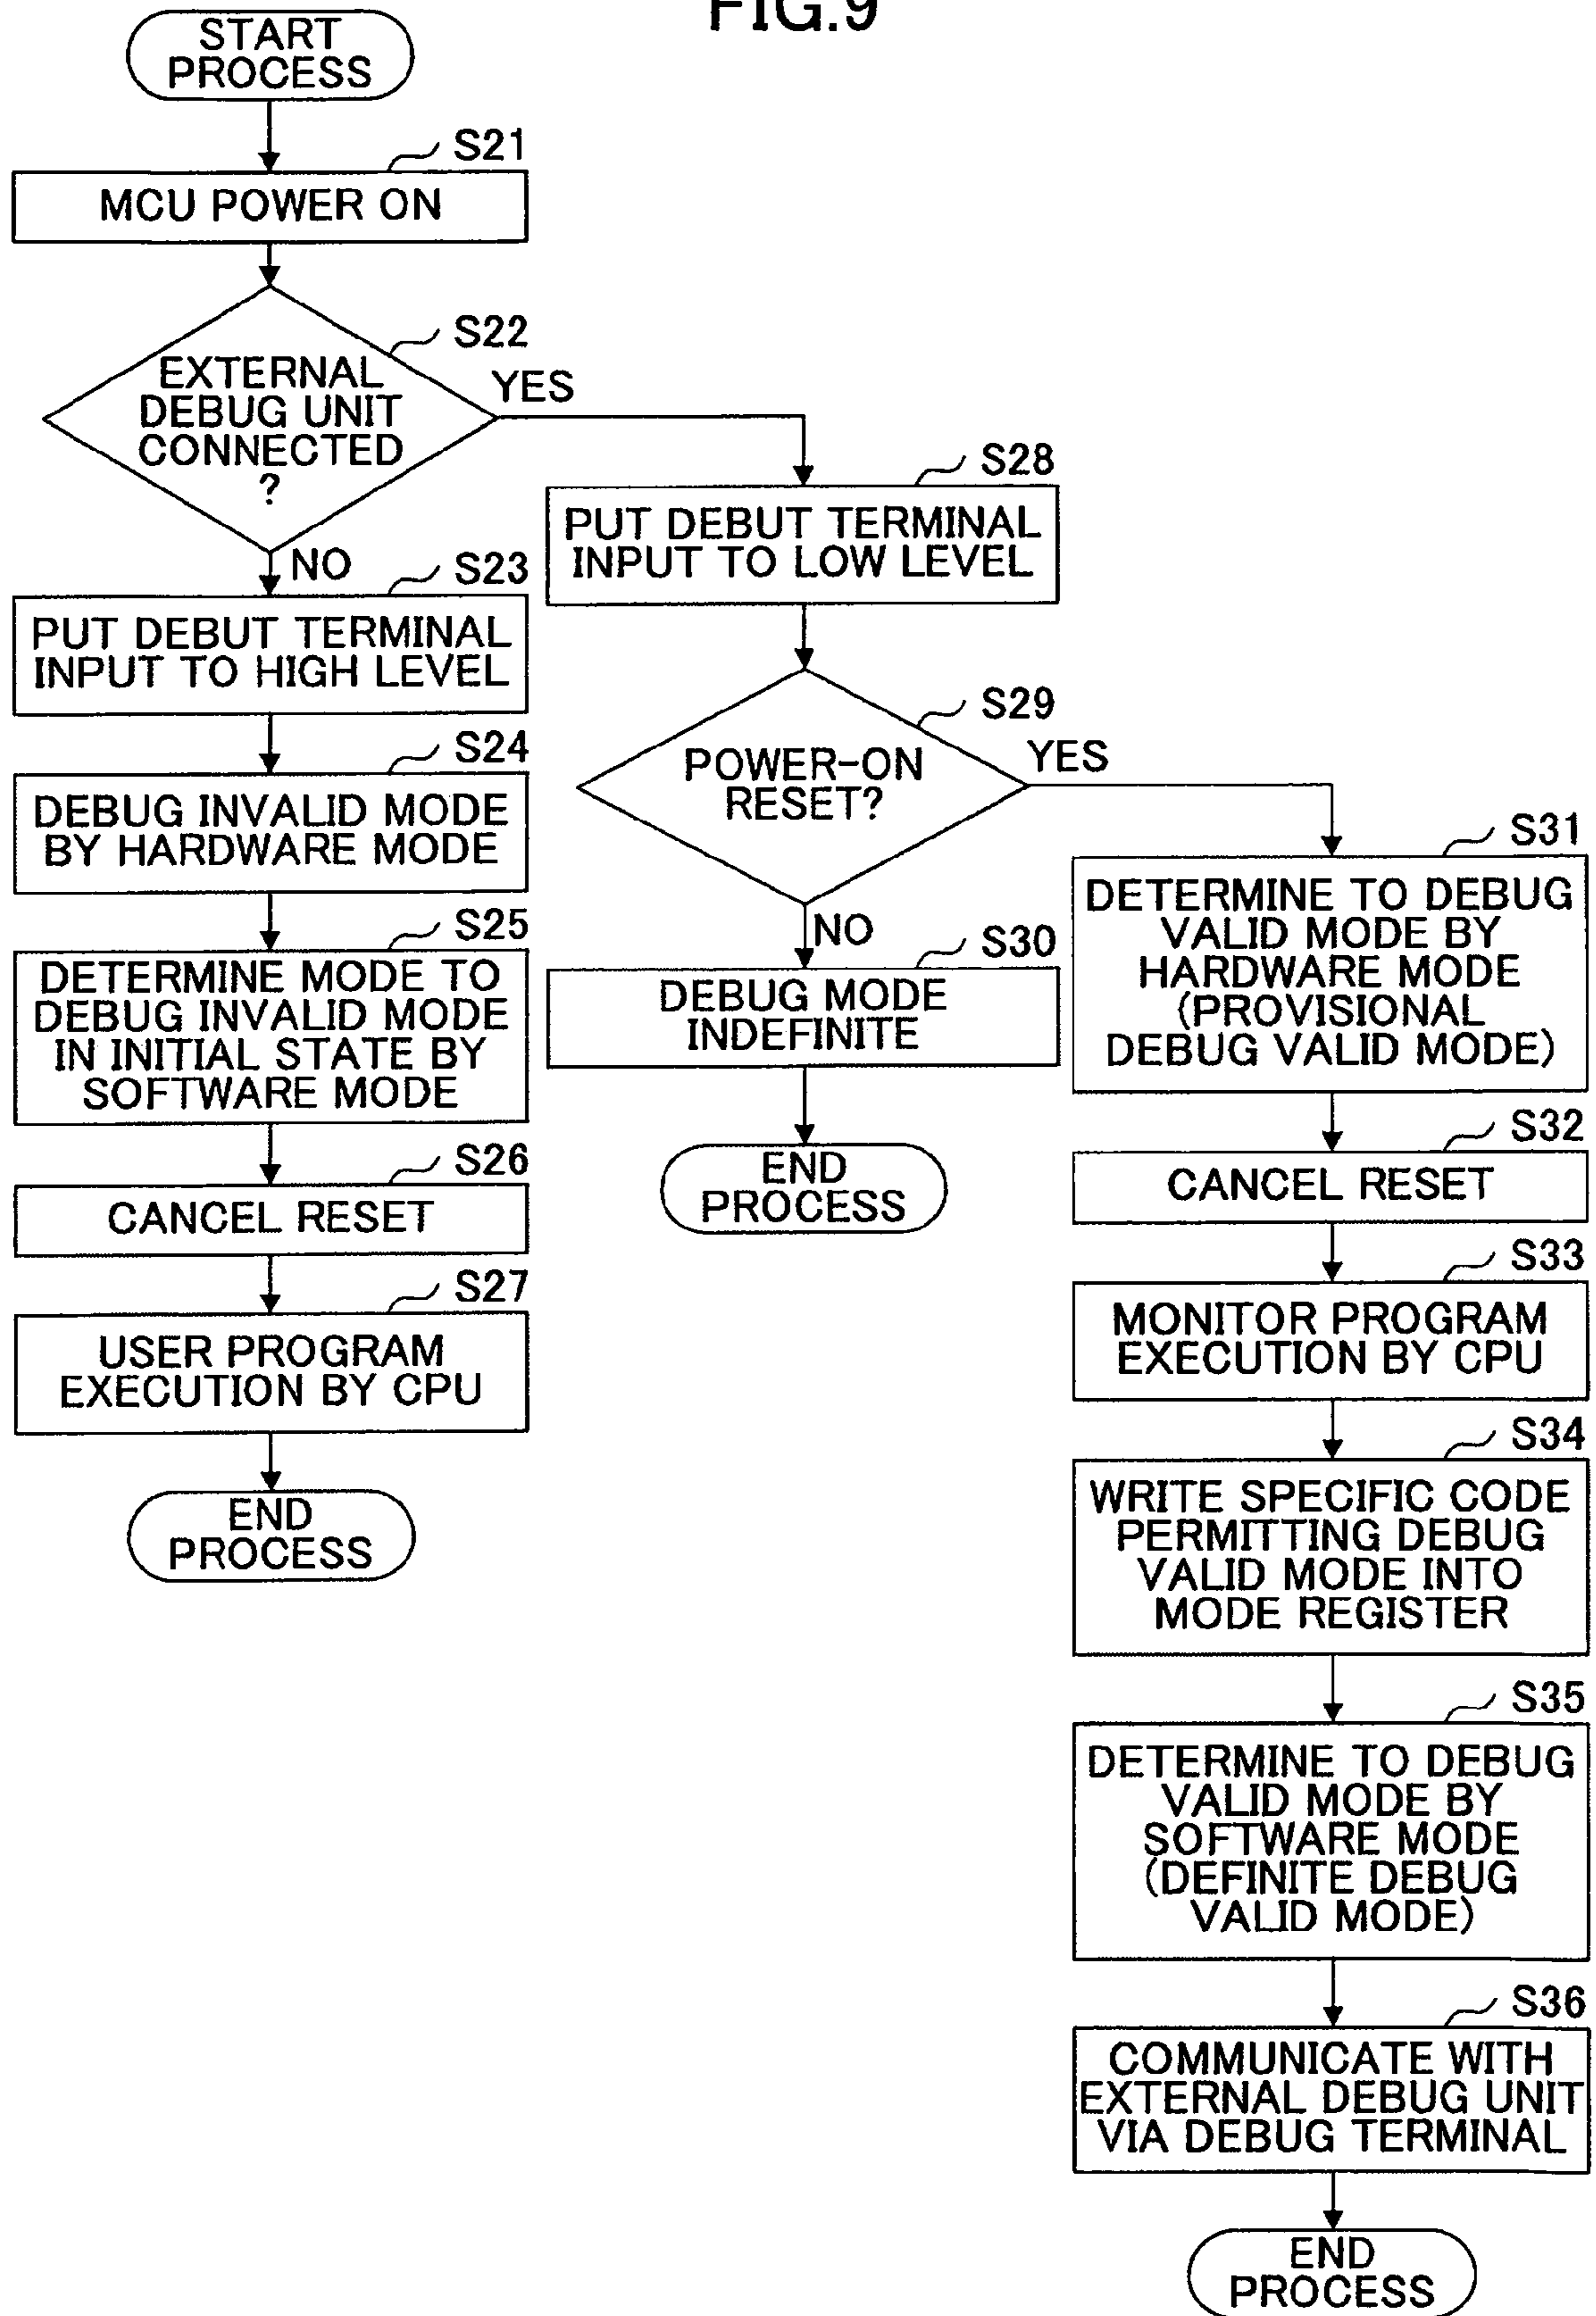 FIG.9
START
PROCESS
S21
MCU POWER ON
S22
EXTERNAL
DEBUG UNIT
CONNECTED
?
YES
NO
S23
PUT DEBUT TERMINAL
INPUT TO HIGH LEVEL
S24
DEBUG INVALID MODE
BY HARDWARE MODE
S25
DETERMINE MODE TO
DEBUG INVALID MODE
IN INITIAL STATE BY
SOFTWARE MODE
S26
CANCEL RESET
S27
USER PROGRAM
EXECUTION BY CPU
END
PROCESS
S28
PUT DEBUT TERMINAL
INPUT TO LOW LEVEL
S29
POWER-ON
RESET?
YES
NO
S30
DEBUG MODE
INDEFINITE
END
PROCESS
S31
DETERMINE TO DEBUG
VALID MODE BY
HARDWARE MODE
(PROVISIONAL
DEBUG VALID MODE)
S32
CANCEL RESET
S33
MONITOR PROGRAM
EXECUTION BY CPU
S34
WRITE SPECIFIC CODE
PERMITTING DEBUG
VALID MODE INTO
MODE REGISTER
S35
DETERMINE TO DEBUG
VALID MODE BY
SOFTWARE MODE
(DEFINITE DEBUG
VALID MODE)
S36
COMMUNICATE WITH
EXTERNAL DEBUG UNIT
VIA DEBUG TERMINAL
END
PROCESS